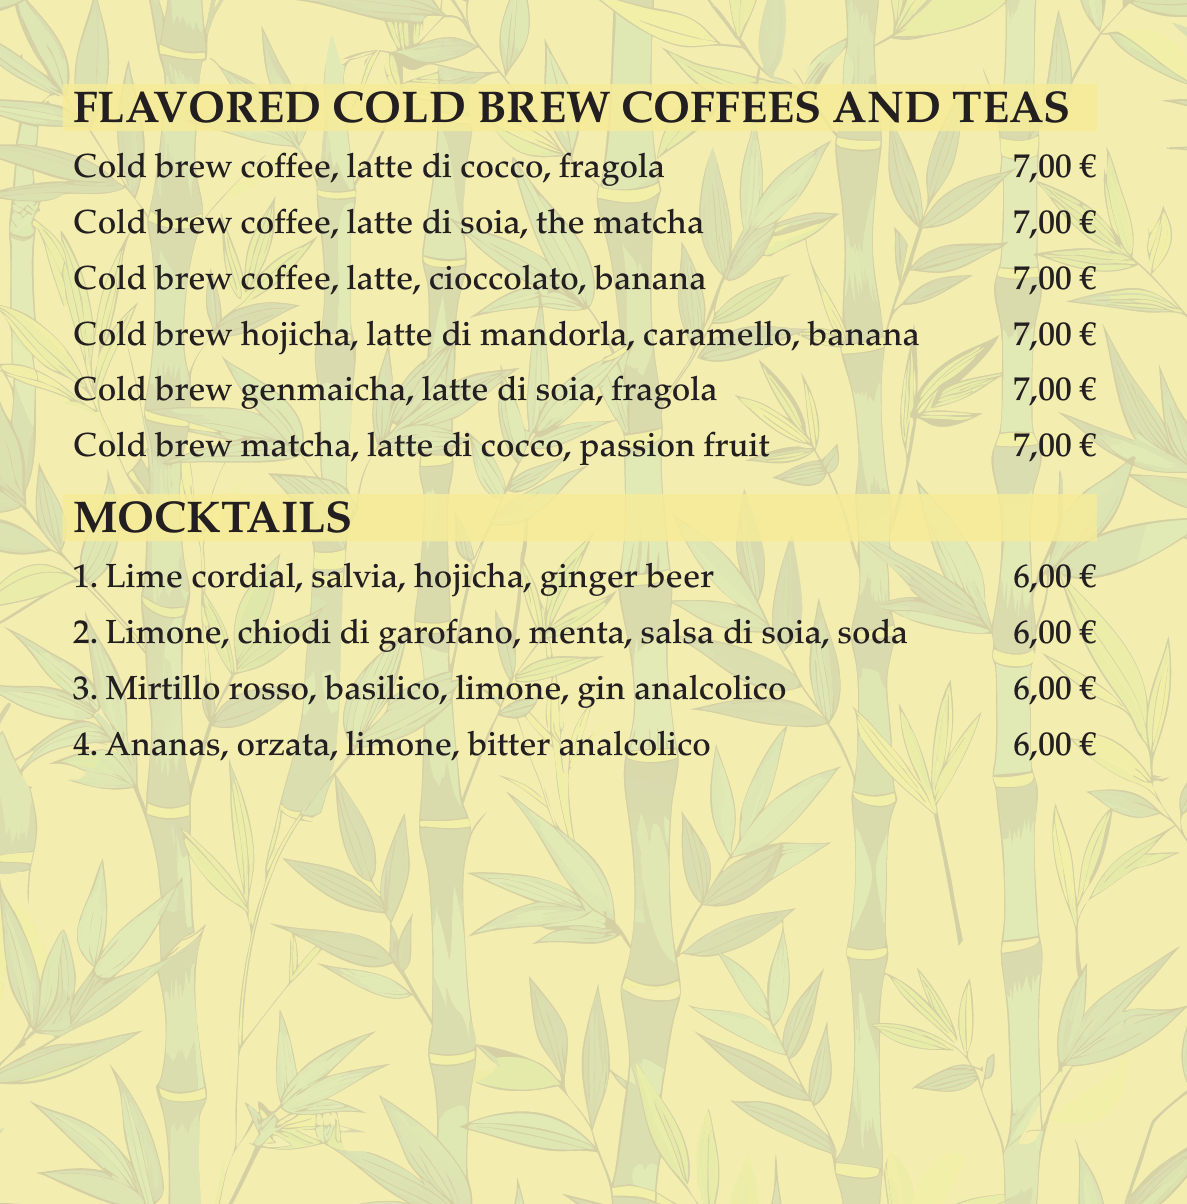 FLAVORED COLD BREW COFFEES AND TEAS
Cold brew coffee, latte di cocco, fragola 7,00 €
Cold brew coffee, latte di soia, the matcha 7,00 €
Cold brew coffee, latte, cioccolato, banana 7,00 €
Cold brew hojicha, latte di mandorla, caramello, banana 7,00 €
Cold brew genmaicha, latte di soia, fragola 7,00 €
Cold brew matcha, latte di cocco, passion fruit 7,00 €
MOCKTAILS
1. Lime cordial, salvia, hojicha, ginger beer 6,00 €
2. Limone, chiodi di garofano, menta, salsa di soia, soda 6,00 €
3. Mirtillo rosso, basilico, limone, gin analcolico 6,00 €
4. Ananas, orzata, limone, bitter analcolico 6,00 €